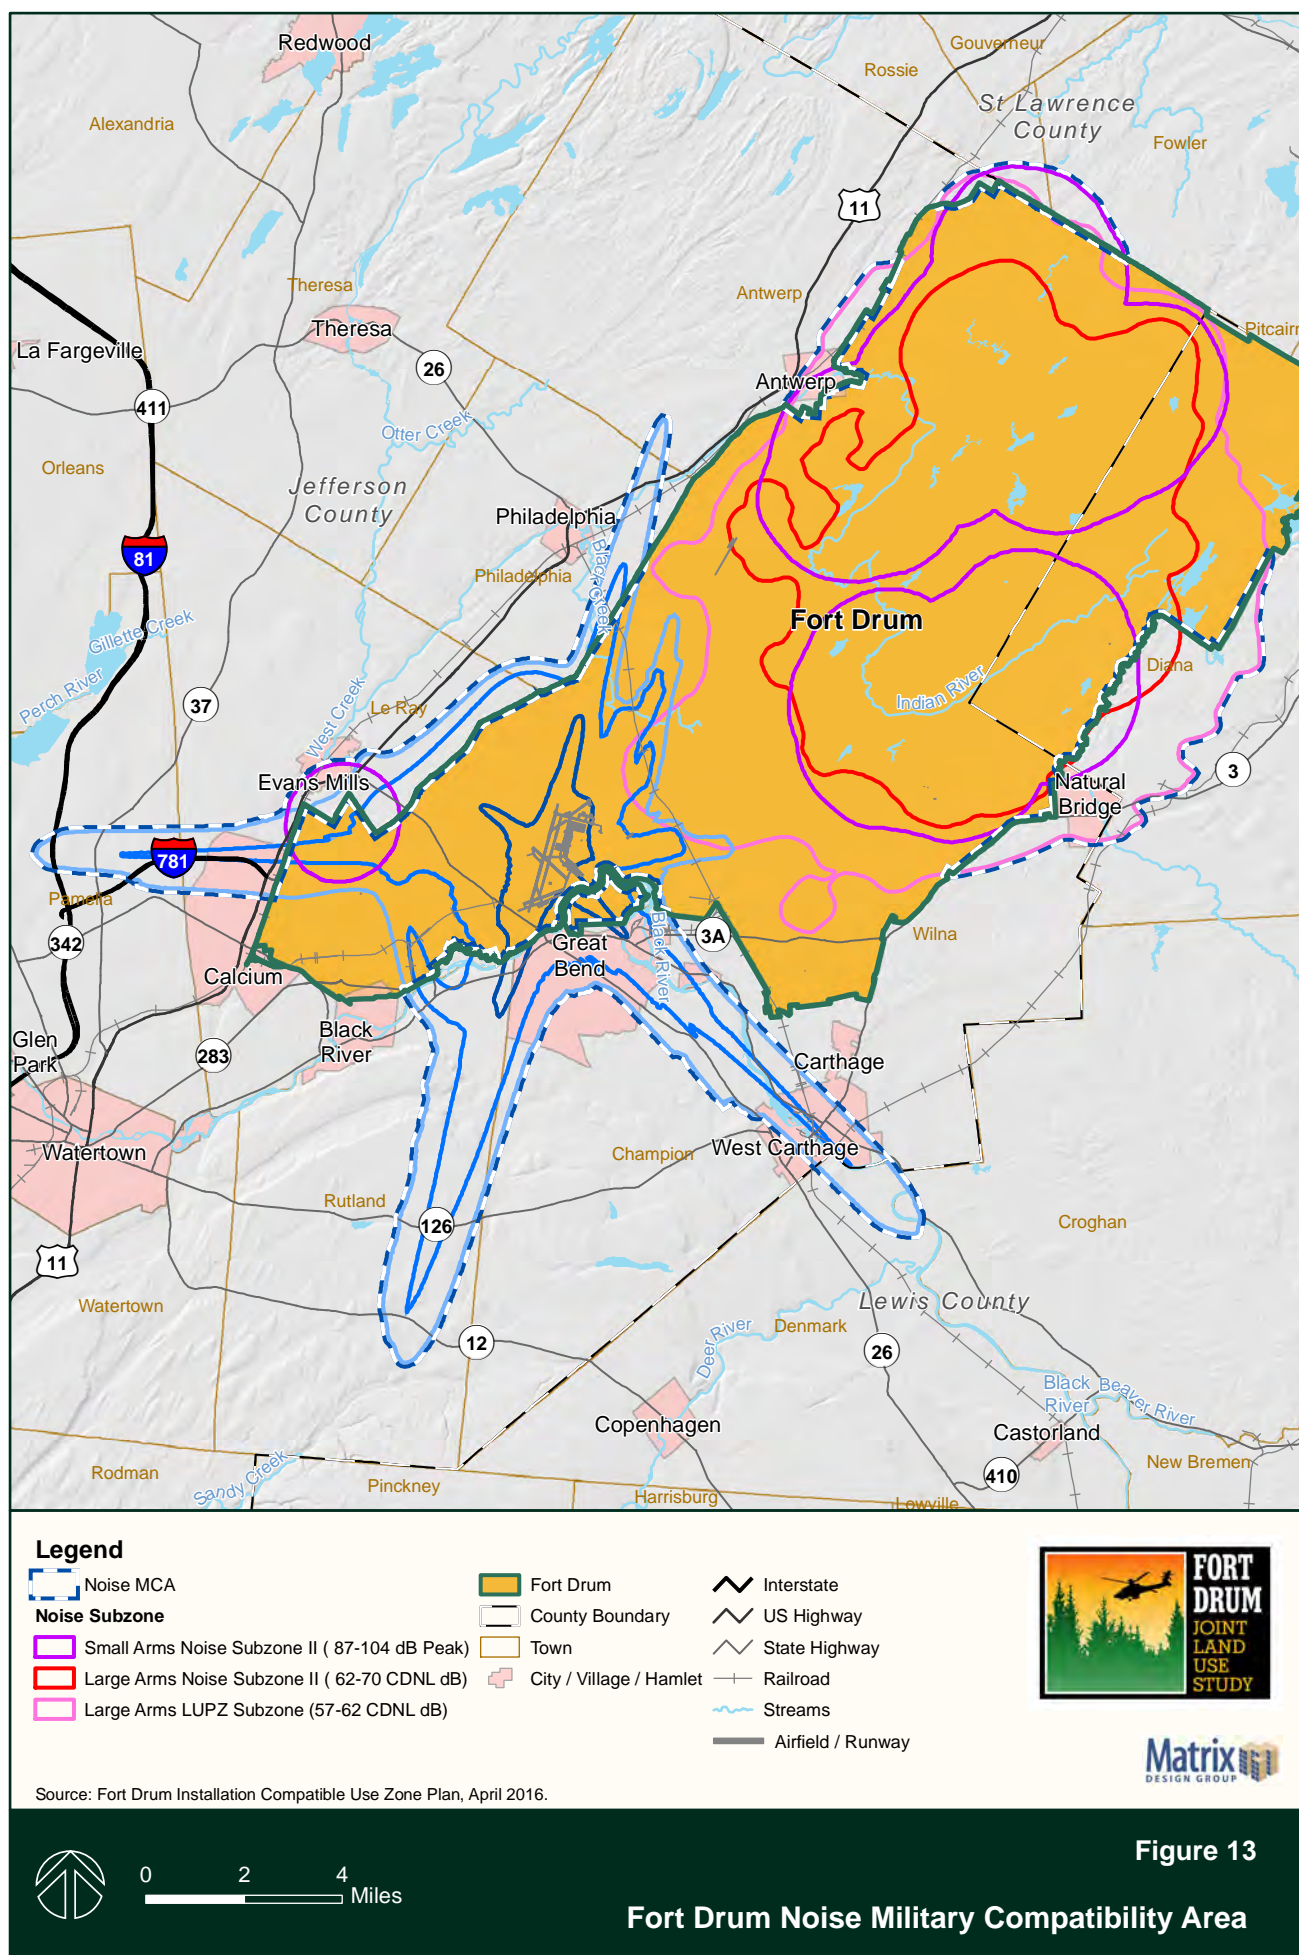 Redwood
Gouverneur
Rossie
St Lawrence
County
Alexandria
Fowler
11
Theresa
Antwerp
Theresa
Pitcairn
La Fargeville
26
Antwerp
411
Otter Creek
Orleans
Jefferson
County
Philadelphia
81
Black Creek
Philadelphia
Fort Drum
Gillette Creek
Diana
Perch River
Indian River
37
Le Ray
West Creek
3
Evans Mills
Natural
Bridge
781
Pamelia
342
3A
Wilna
Great
Bend
Black River
Calcium
Black
River
Glen
Park
283
Carthage
Watertown
Champion
West Carthage
Rutland
126
Croghan
11
Watertown
Lewis County
Denmark
Deer River
12
26
Black
River
Beaver River
Copenhagen
Castorland
Rodman
Sandy Creek
Pinckney
Harrisburg
410
New Bremen
Lowville
Legend
Noise MCA
Noise Subzone
Small Arms Noise Subzone II ( 87-104 dB Peak)
Large Arms Noise Subzone II ( 62-70 CDNL dB)
Large Arms LUPZ Subzone (57-62 CDNL dB)
Fort Drum
County Boundary
Town
City / Village / Hamlet
Interstate
US Highway
State Highway
Railroad
Streams
Airfield / Runway
FORT
DRUM
JOINT
LAND
USE
STUDY
Matrix
DESIGN GROUP
Source: Fort Drum Installation Compatible Use Zone Plan, April 2016.
0 2 4
Miles
Figure 13
Fort Drum Noise Military Compatibility Area